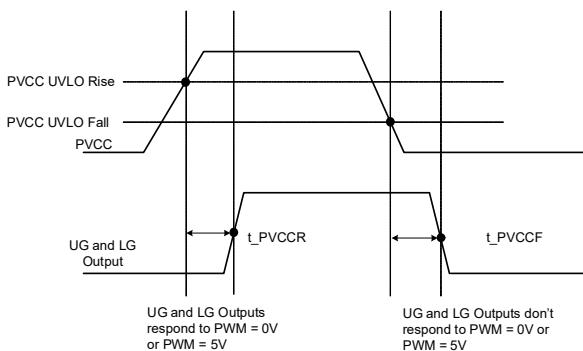 PVCC UVLO Rise
PVCC UVLO Fall
PVCC
t_PVCCR
t_PVCCF
UG and LG
Output
UG and LG Outputs
respond to PWM = 0V
or PWM = 5V
UG and LG Outputs don't
respond to PWM = 0V or
PWM = 5V